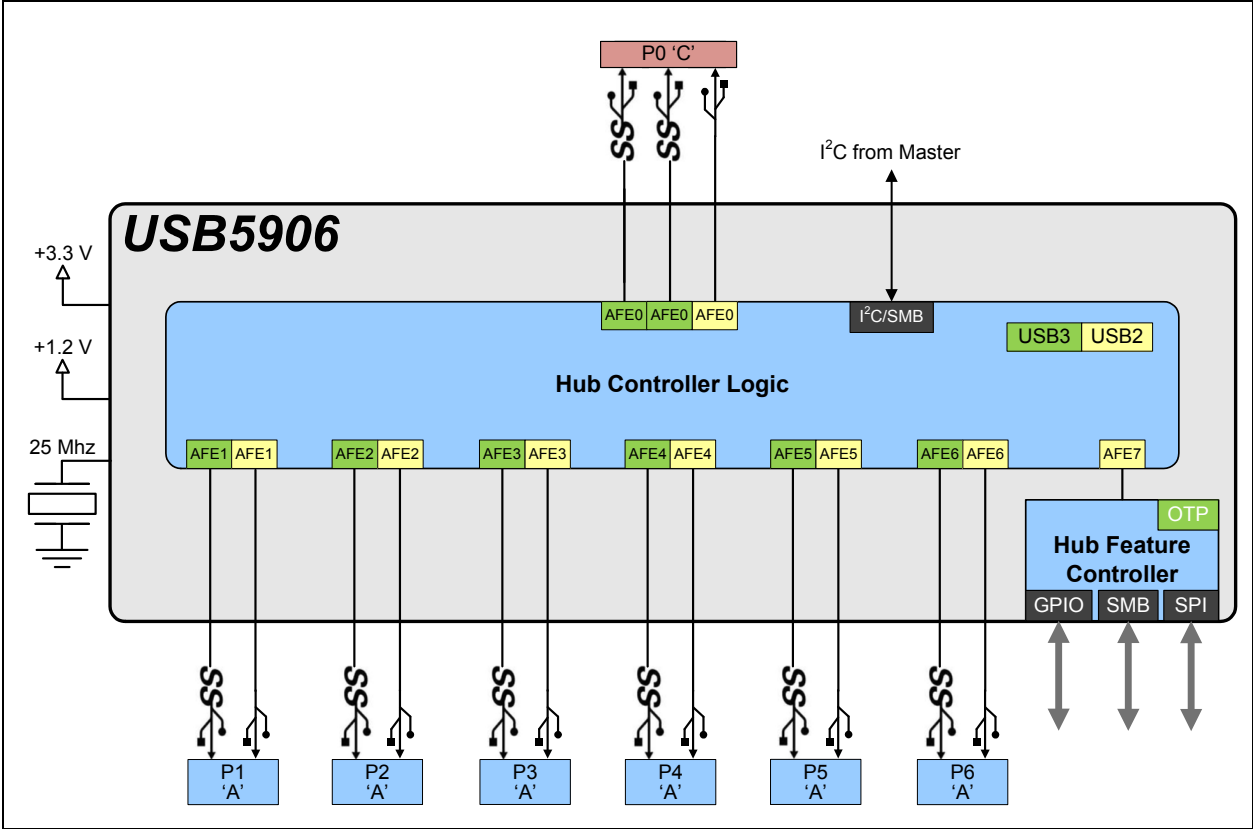 P0 ‘C’
SS SS
I²C from Master
USB5906
+3.3 V
+1.2 V
25 Mhz
AFE0 AFE0 AFE0
I²C/SMB
USB3 USB2
Hub Controller Logic
AFE1 AFE1 AFE2 AFE2 AFE3 AFE3 AFE4 AFE4 AFE5 AFE5 AFE6 AFE6 AFE7
OTP
Hub Feature
Controller
GPIO SMB SPI
SS SS SS SS SS SS
P1 P2 P3 P4 P5 P6
‘A’ ‘A’ ‘A’ ‘A’ ‘A’ ‘A’